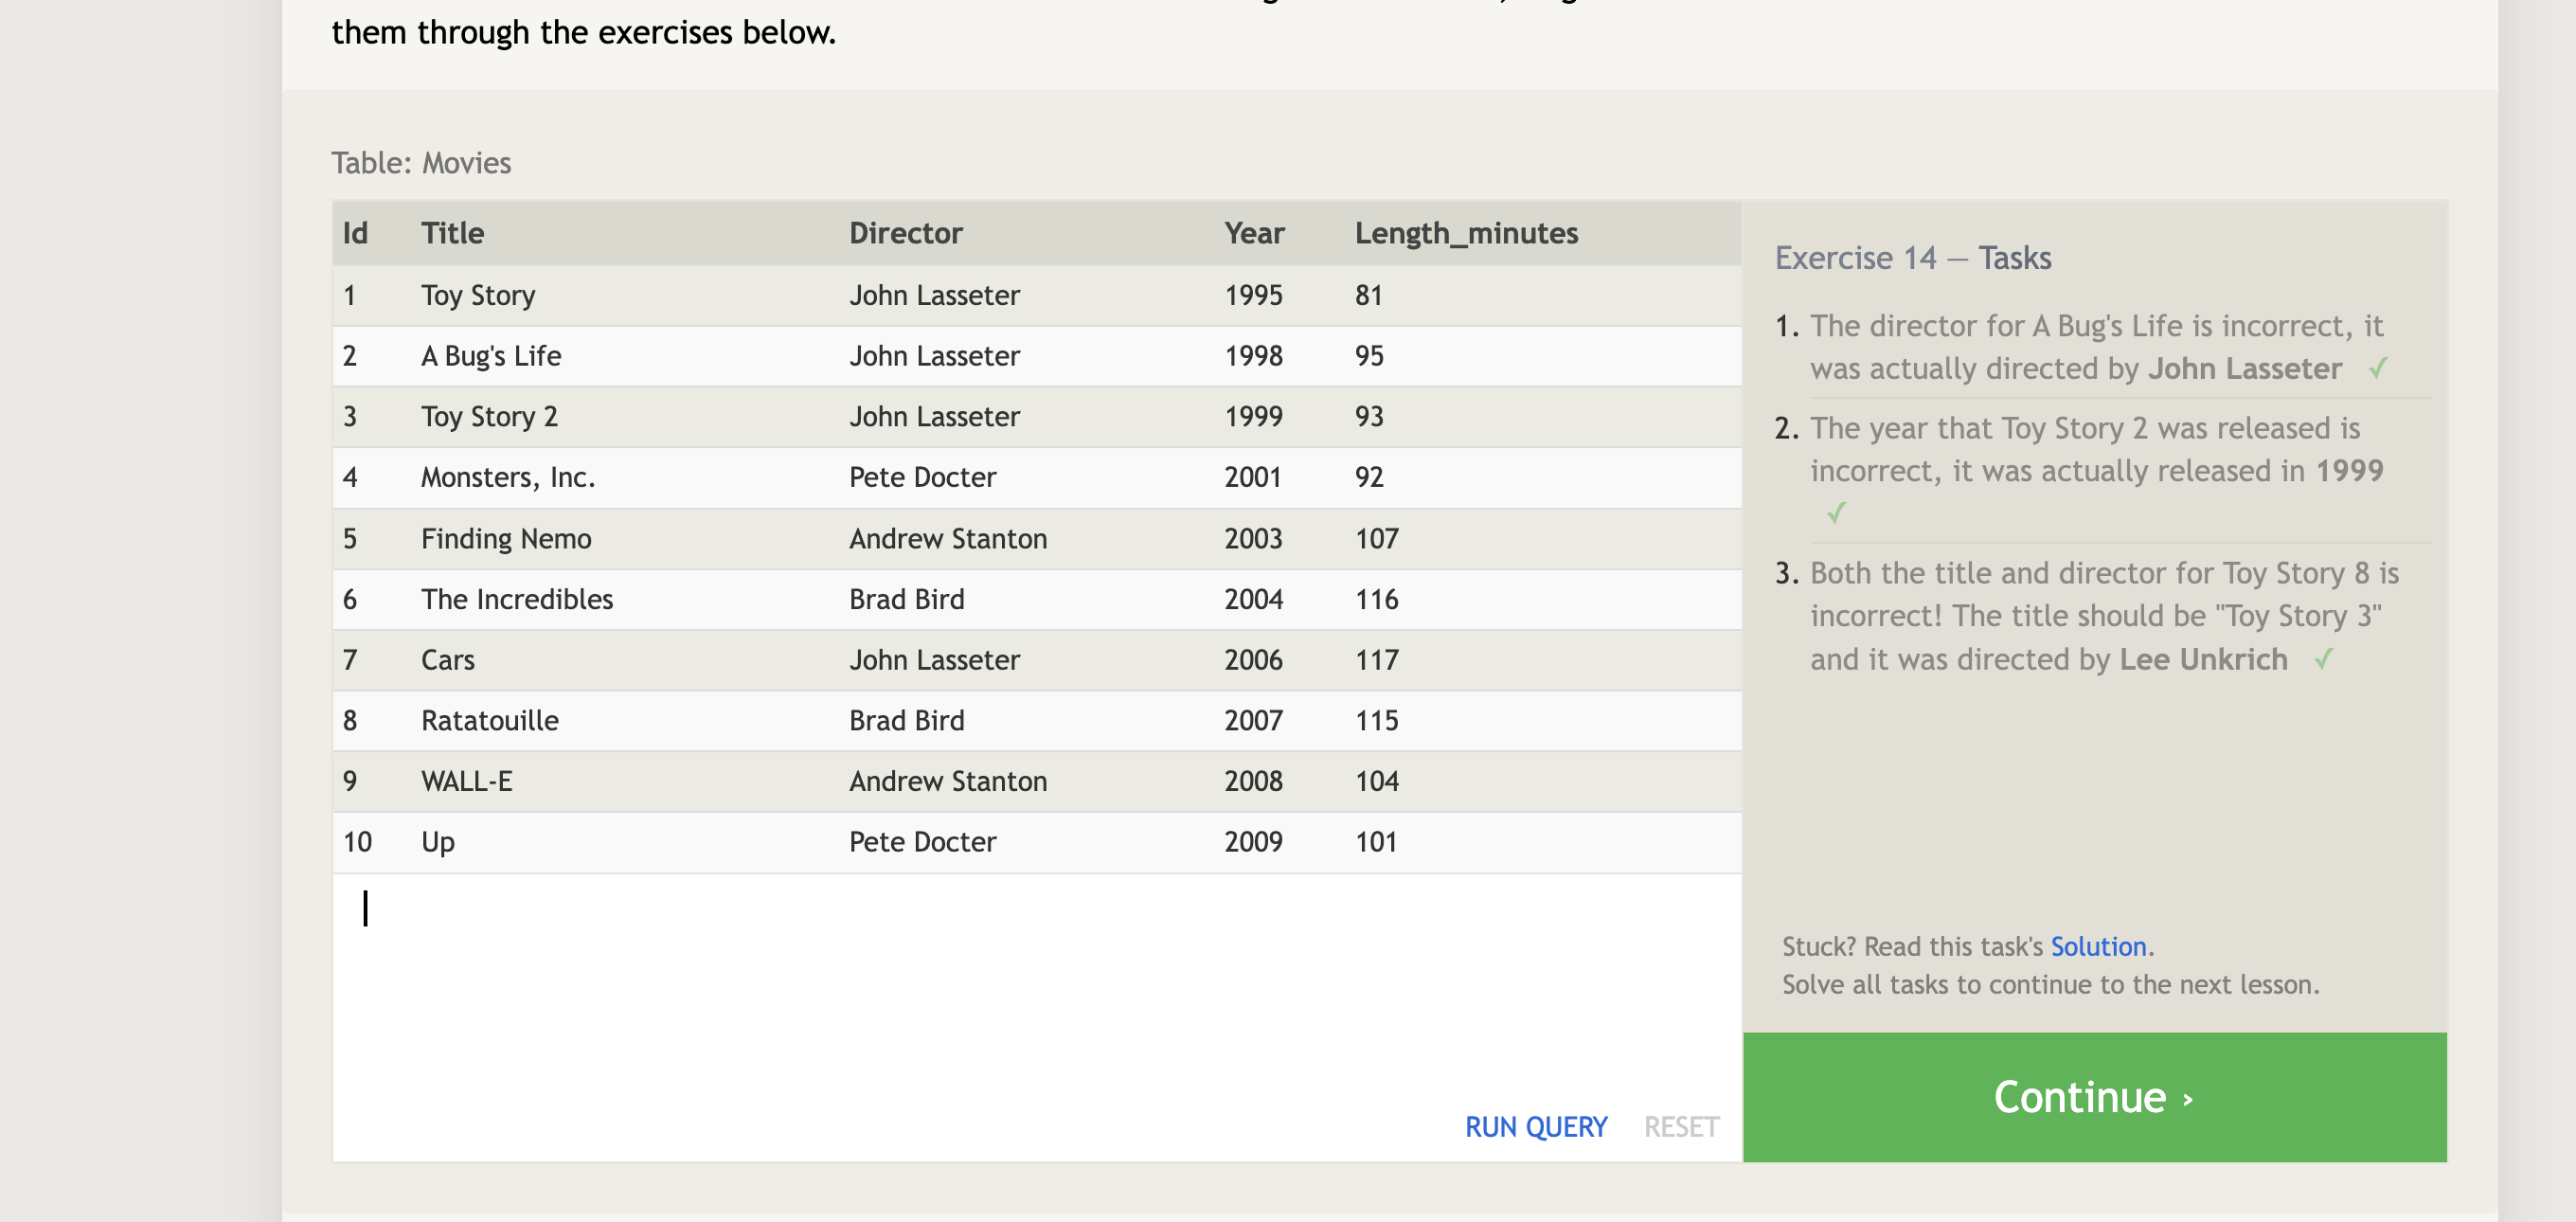 them through the exercises below.
Table: Movies
Id Title Director Year Length_minutes
1 Toy Story John Lasseter 1995 81
2 A Bug's Life John Lasseter 1998 95
3 Toy Story 2 John Lasseter 1999 93
4 Monsters, Inc. Pete Docter 2001 92
5 Finding Nemo Andrew Stanton 2003 107
6 The Incredibles Brad Bird 2004 116
7 Cars John Lasseter 2006 117
8 Ratatouille Brad Bird 2007 115
9 WALL-E Andrew Stanton 2008 104
10 Up Pete Docter 2009 101
RUN QUERY RESET
Exercise 14 — Tasks
1. The director for A Bug's Life is incorrect, it
was actually directed by John Lasseter ✓
2. The year that Toy Story 2 was released is
incorrect, it was actually released in 1999
✓
3. Both the title and director for Toy Story 8 is
incorrect! The title should be "Toy Story 3"
and it was directed by Lee Unkrich ✓
Stuck? Read this task's Solution.
Solve all tasks to continue to the next lesson.
Continue ›